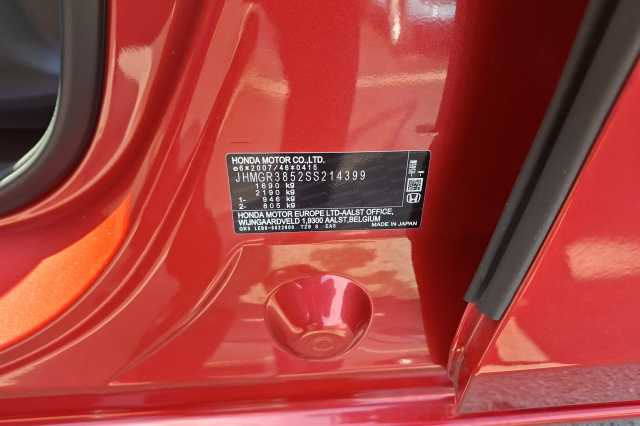 HONDA MOTOR CO.,LTD.
e6*2007/46*0415
JHMGR3852SS214399
1690 kg
2190 kg
1- 946 kg
2- 805 kg
HONDA MOTOR EUROPE LTD-AALST OFFICE,
WIJNGAARDVELD 1,9300 AALST,BELGIUM
MADE IN JAPAN